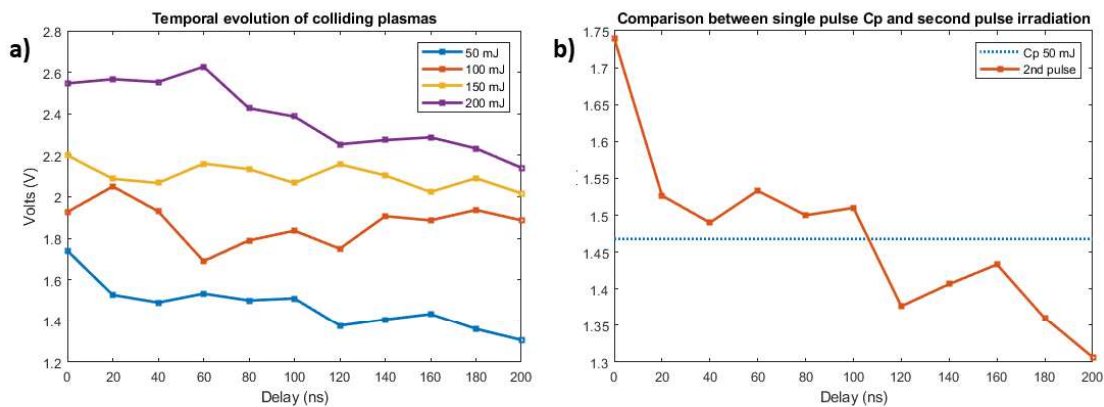 a)
Temporal evolution of colliding plasmas
Volts (V)
2.8
2.6
2.4
2.2
2
1.8
1.6
1.4
1.2
50 mJ
100 mJ
150 mJ
200 mJ
0 20 40 60 80 100 120 140 160 180 200
Delay (ns)
b)
Comparison between single pulse Cp and second pulse irradiation
1.75
1.7
1.65
1.6
1.55
1.5
1.45
1.4
1.35
1.3
Cp 50 mJ
2nd pulse
0 20 40 60 80 100 120 140 160 180 200
Delay (ns)